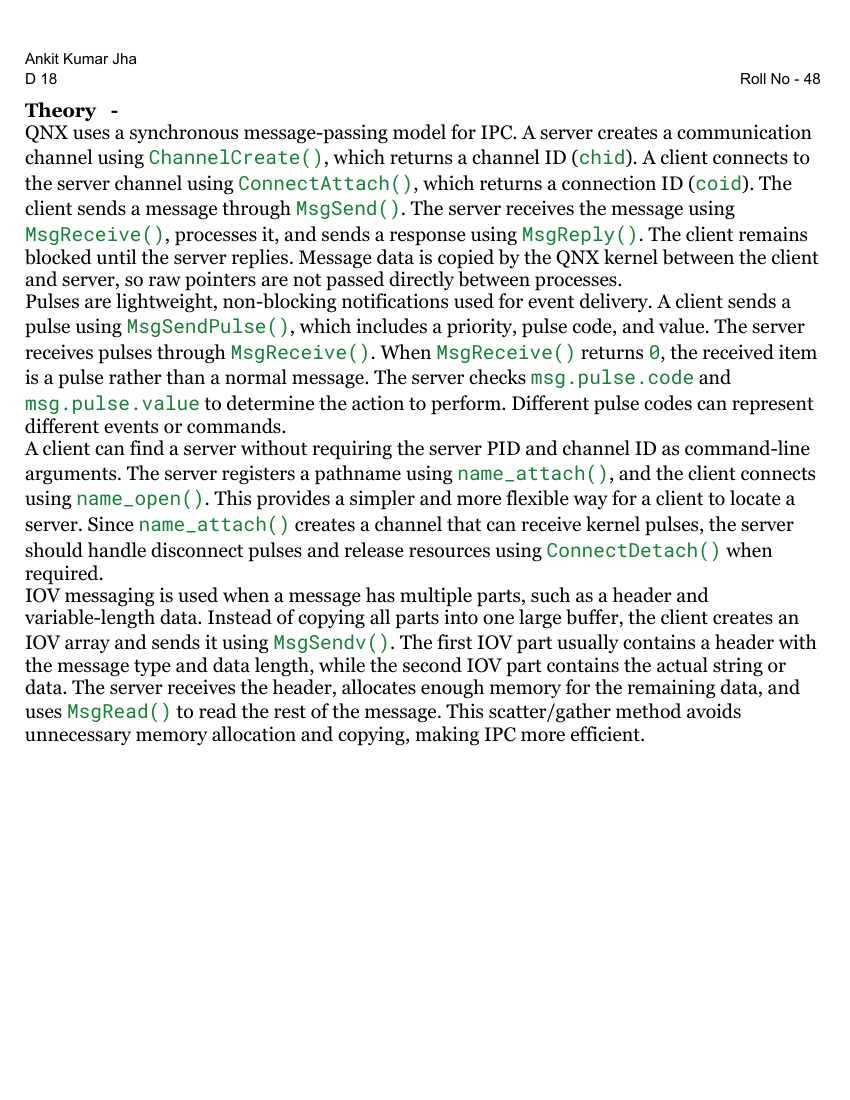 Ankit Kumar Jha
D 18
Roll No - 48
Theory -
QNX uses a synchronous message-passing model for IPC. A server creates a communication
channel using ChannelCreate(), which returns a channel ID (chid). A client connects to
the server channel using ConnectAttach(), which returns a connection ID (coid). The
client sends a message through MsgSend(). The server receives the message using
MsgReceive(), processes it, and sends a response using MsgReply(). The client remains
blocked until the server replies. Message data is copied by the QNX kernel between the client
and server, so raw pointers are not passed directly between processes.
Pulses are lightweight, non-blocking notifications used for event delivery. A client sends a
pulse using MsgSendPulse(), which includes a priority, pulse code, and value. The server
receives pulses through MsgReceive(). When MsgReceive() returns 0, the received item
is a pulse rather than a normal message. The server checks msg.pulse.code and
msg.pulse.value to determine the action to perform. Different pulse codes can represent
different events or commands.
A client can find a server without requiring the server PID and channel ID as command-line
arguments. The server registers a pathname using name_attach(), and the client connects
using name_open(). This provides a simpler and more flexible way for a client to locate a
server. Since name_attach() creates a channel that can receive kernel pulses, the server
should handle disconnect pulses and release resources using ConnectDetach() when
required.
IOV messaging is used when a message has multiple parts, such as a header and
variable-length data. Instead of copying all parts into one large buffer, the client creates an
IOV array and sends it using MsgSendv(). The first IOV part usually contains a header with
the message type and data length, while the second IOV part contains the actual string or
data. The server receives the header, allocates enough memory for the remaining data, and
uses MsgRead() to read the rest of the message. This scatter/gather method avoids
unnecessary memory allocation and copying, making IPC more efficient.